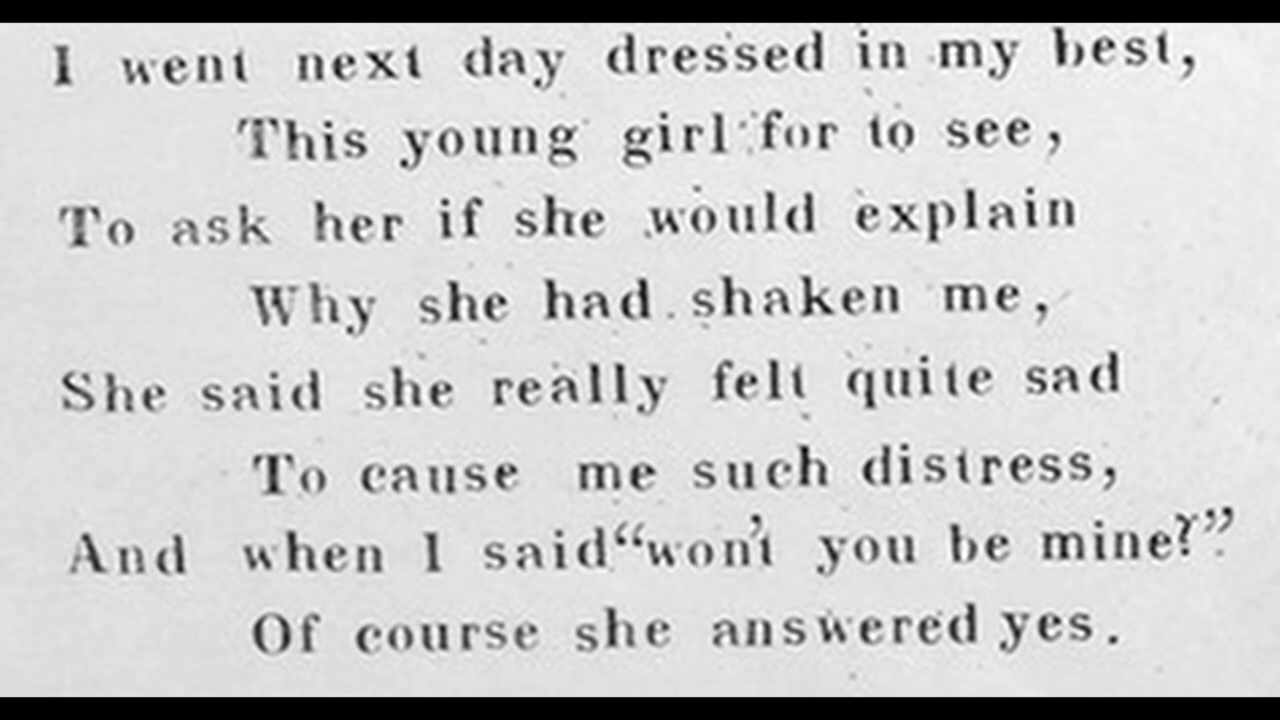 I went next day dressed in my best,
This young girl for to see,
To ask her if she would explain
Why she had shaken me,
She said she really felt quite sad
To cause me such distress,
And when I said “won't you be mine?”
Of course she answered yes.